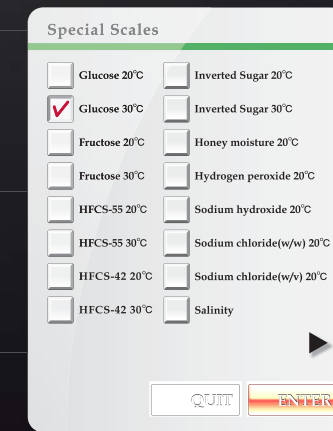 Special Scales
Glucose 20℃
Inverted Sugar 20℃
Glucose 30℃
Inverted Sugar 30℃
Fructose 20℃
Honey moisture 20℃
Fructose 30℃
Hydrogen peroxide 20℃
HFCS-55 20℃
Sodium hydroxide 20℃
HFCS-55 30℃
Sodium chloride(w/w) 20℃
HFCS-42 20℃
Sodium chloride(w/v) 20℃
HFCS-42 30℃
Salinity
QUIT
ENTER